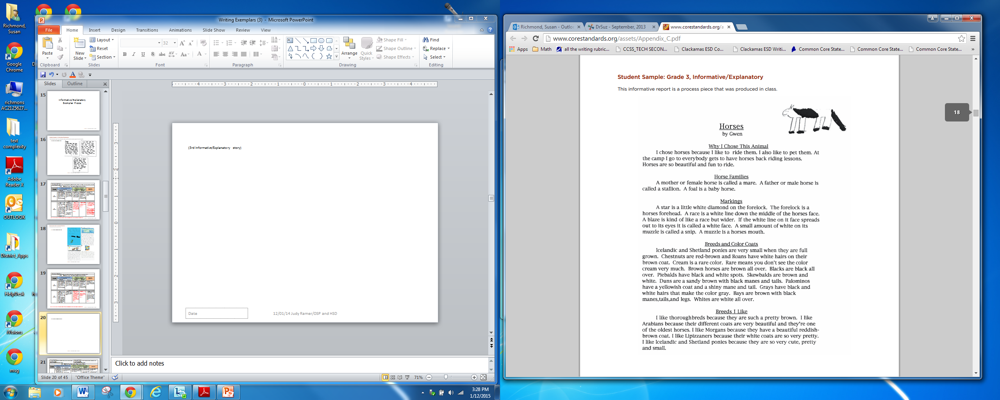 Richmond,
Susan
Google
Chrome
richmons
AC2125627...
text
complexity
Adobe
Reader X
OUTLOOK
District_Apps
HelpDesk
iVisions
msg
Writing Exemplars (3) - Microsoft PowerPoint
File Home Insert Design Transitions Animations Slide Show Review View
Paste
Clipboard
New
Slide
Layout
Reset
Section
Slides
32
B I U S abc AV Aa A
Font
Paragraph
Arrange
Quick
Styles
Shape Fill
Shape Outline
Shape Effects
Drawing
Find
Replace
Select
Editing
Slides Outline
15
Informative/Explanatory
Exemplar Pieces
16
17
18
19
20
21
(3rd Informative/Explanatory story)
Date
12/01/14 Judy Ramer/OSP and HSD
Click to add notes
Slide 20 of 45 "Office Theme" 71%
3:28 PM
1/12/2015
Richmond, Susan - Outloo
DrSuz - September, 2013
www.corestandards.org/a
www.corestandards.org/assets/Appendix_C.pdf
Apps Math all the writing rubric... CCSS_TECH SECON... Clackamas ESD Co... Clackamas ESD Writi... Common Core State... Common Core State... Common Core State... »
18
Student Sample: Grade 3, Informative/Explanatory
This informative report is a process piece that was produced in class.
Horses
by Gwen
Why I Chose This Animal
I chose horses because I like to ride them. I also like to pet them. At
the camp I go to everybody gets to have horses back riding lessons.
Horses are so beautiful and fun to ride.
Horse Families
A mother or female horse is called a mare. A father or male horse is
called a stallion. A foal is a baby horse.
Markings
A star is a little white diamond on the forelock. The forelock is a
horses forehead. A race is a white line down the middle of the horses face.
A blaze is kind of like a race but wider. If the white line on it face spreads
out to its eyes it is called a white face. A small amount of white on its
muzzle is called a snip. A muzzle is a horses mouth.
Breeds and Color Coats
Icelandic and Shetland ponies are very small when they are full
grown. Chestnuts are red-brown and Roans have white hairs on their
brown coat. Cream is a rare color. Rare means you don't see the color
cream very much. Brown horses are brown all over. Blacks are black all
over. Piebalds have black and white spots. Skewbalds are brown and
white. Duns are a sandy brown with black manes and tails. Palominos
have a yellowish coat and a shiny mane and tail. Grays have black and
white hairs that make the color gray. Bays are brown with black
manes,tails,and legs. Whites are white all over.
Breeds I Like
I like thoroughbreds because they are such a pretty brown. I like
Arabians because their different coats are very beautiful and they're one
of the oldest horses. I like Morgans because they have a beautiful reddish-
brown coat. I like Lipizzaners because their white coats are so very pretty.
I like Icelandic and Shetland ponies because they are so very cute, pretty
and small.